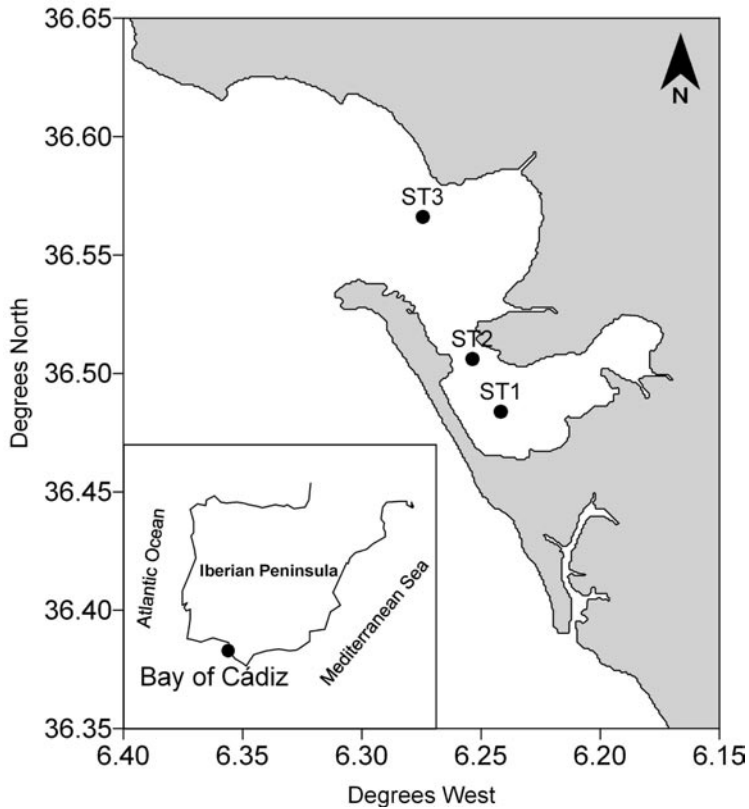 36.65
36.60
36.55
36.50
36.45
36.40
36.35
Degrees North
N
ST3
ST2
ST1
Atlantic Ocean
Iberian Peninsula
Mediterranean Sea
Bay of Cádiz
6.40
6.35
6.30
6.25
6.20
6.15
Degrees West